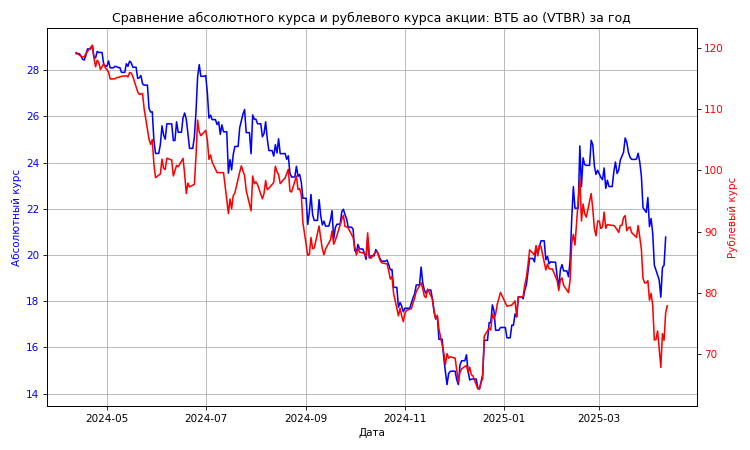 Сравнение абсолютного курса и рублевого курса акции: ВТБ ао (VTBR) за год
28
26
24
22
20
18
16
14
Абсолютный курс
120
110
100
90
80
70
Рублевый курс
2024-05 2024-07 2024-09 2024-11 2025-01 2025-03
Дата